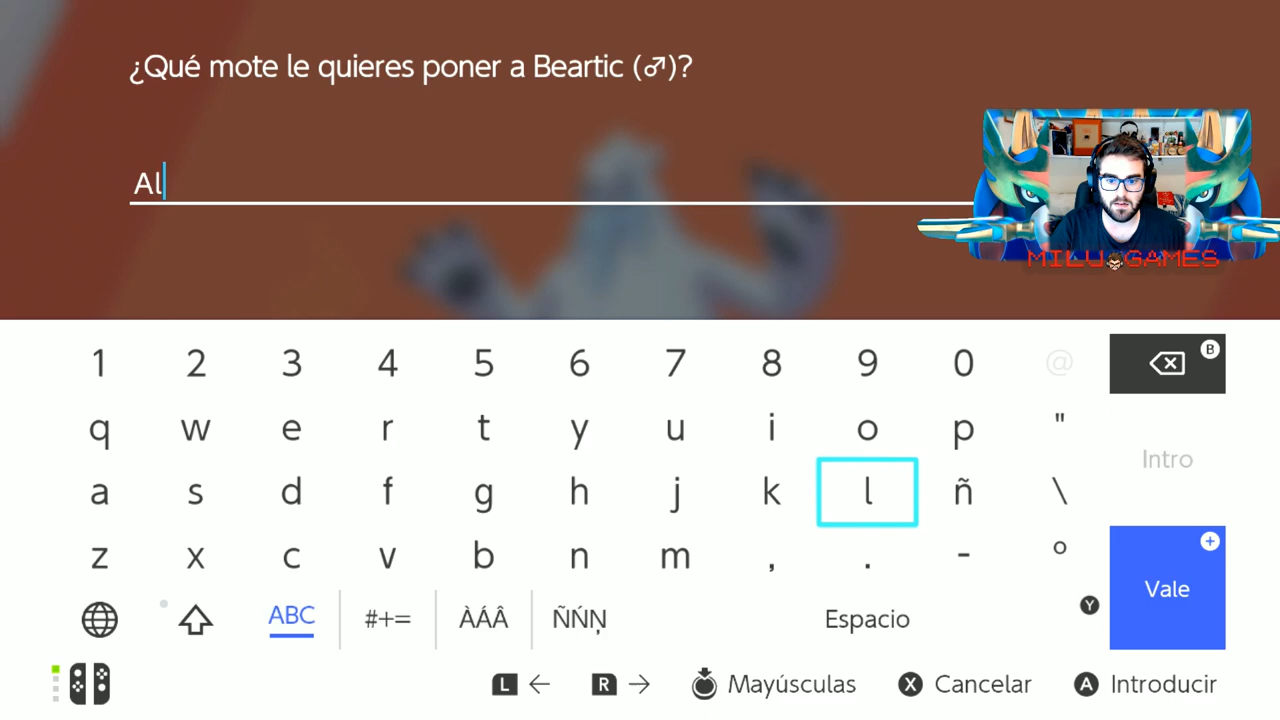 ¿Qué mote le quieres poner a Beartic (♂)?
Al
MILU GAMES
1 2 3 4 5 6 7 8 9 0 @ B
q w e r t y u i o p " Intro
a s d f g h j k l ñ \
z x c v b n m , . - º + Vale
ABC #+= ÀÁÂ ÑŃŅ Espacio Y
L ← R → Mayúsculas X Cancelar A Introducir